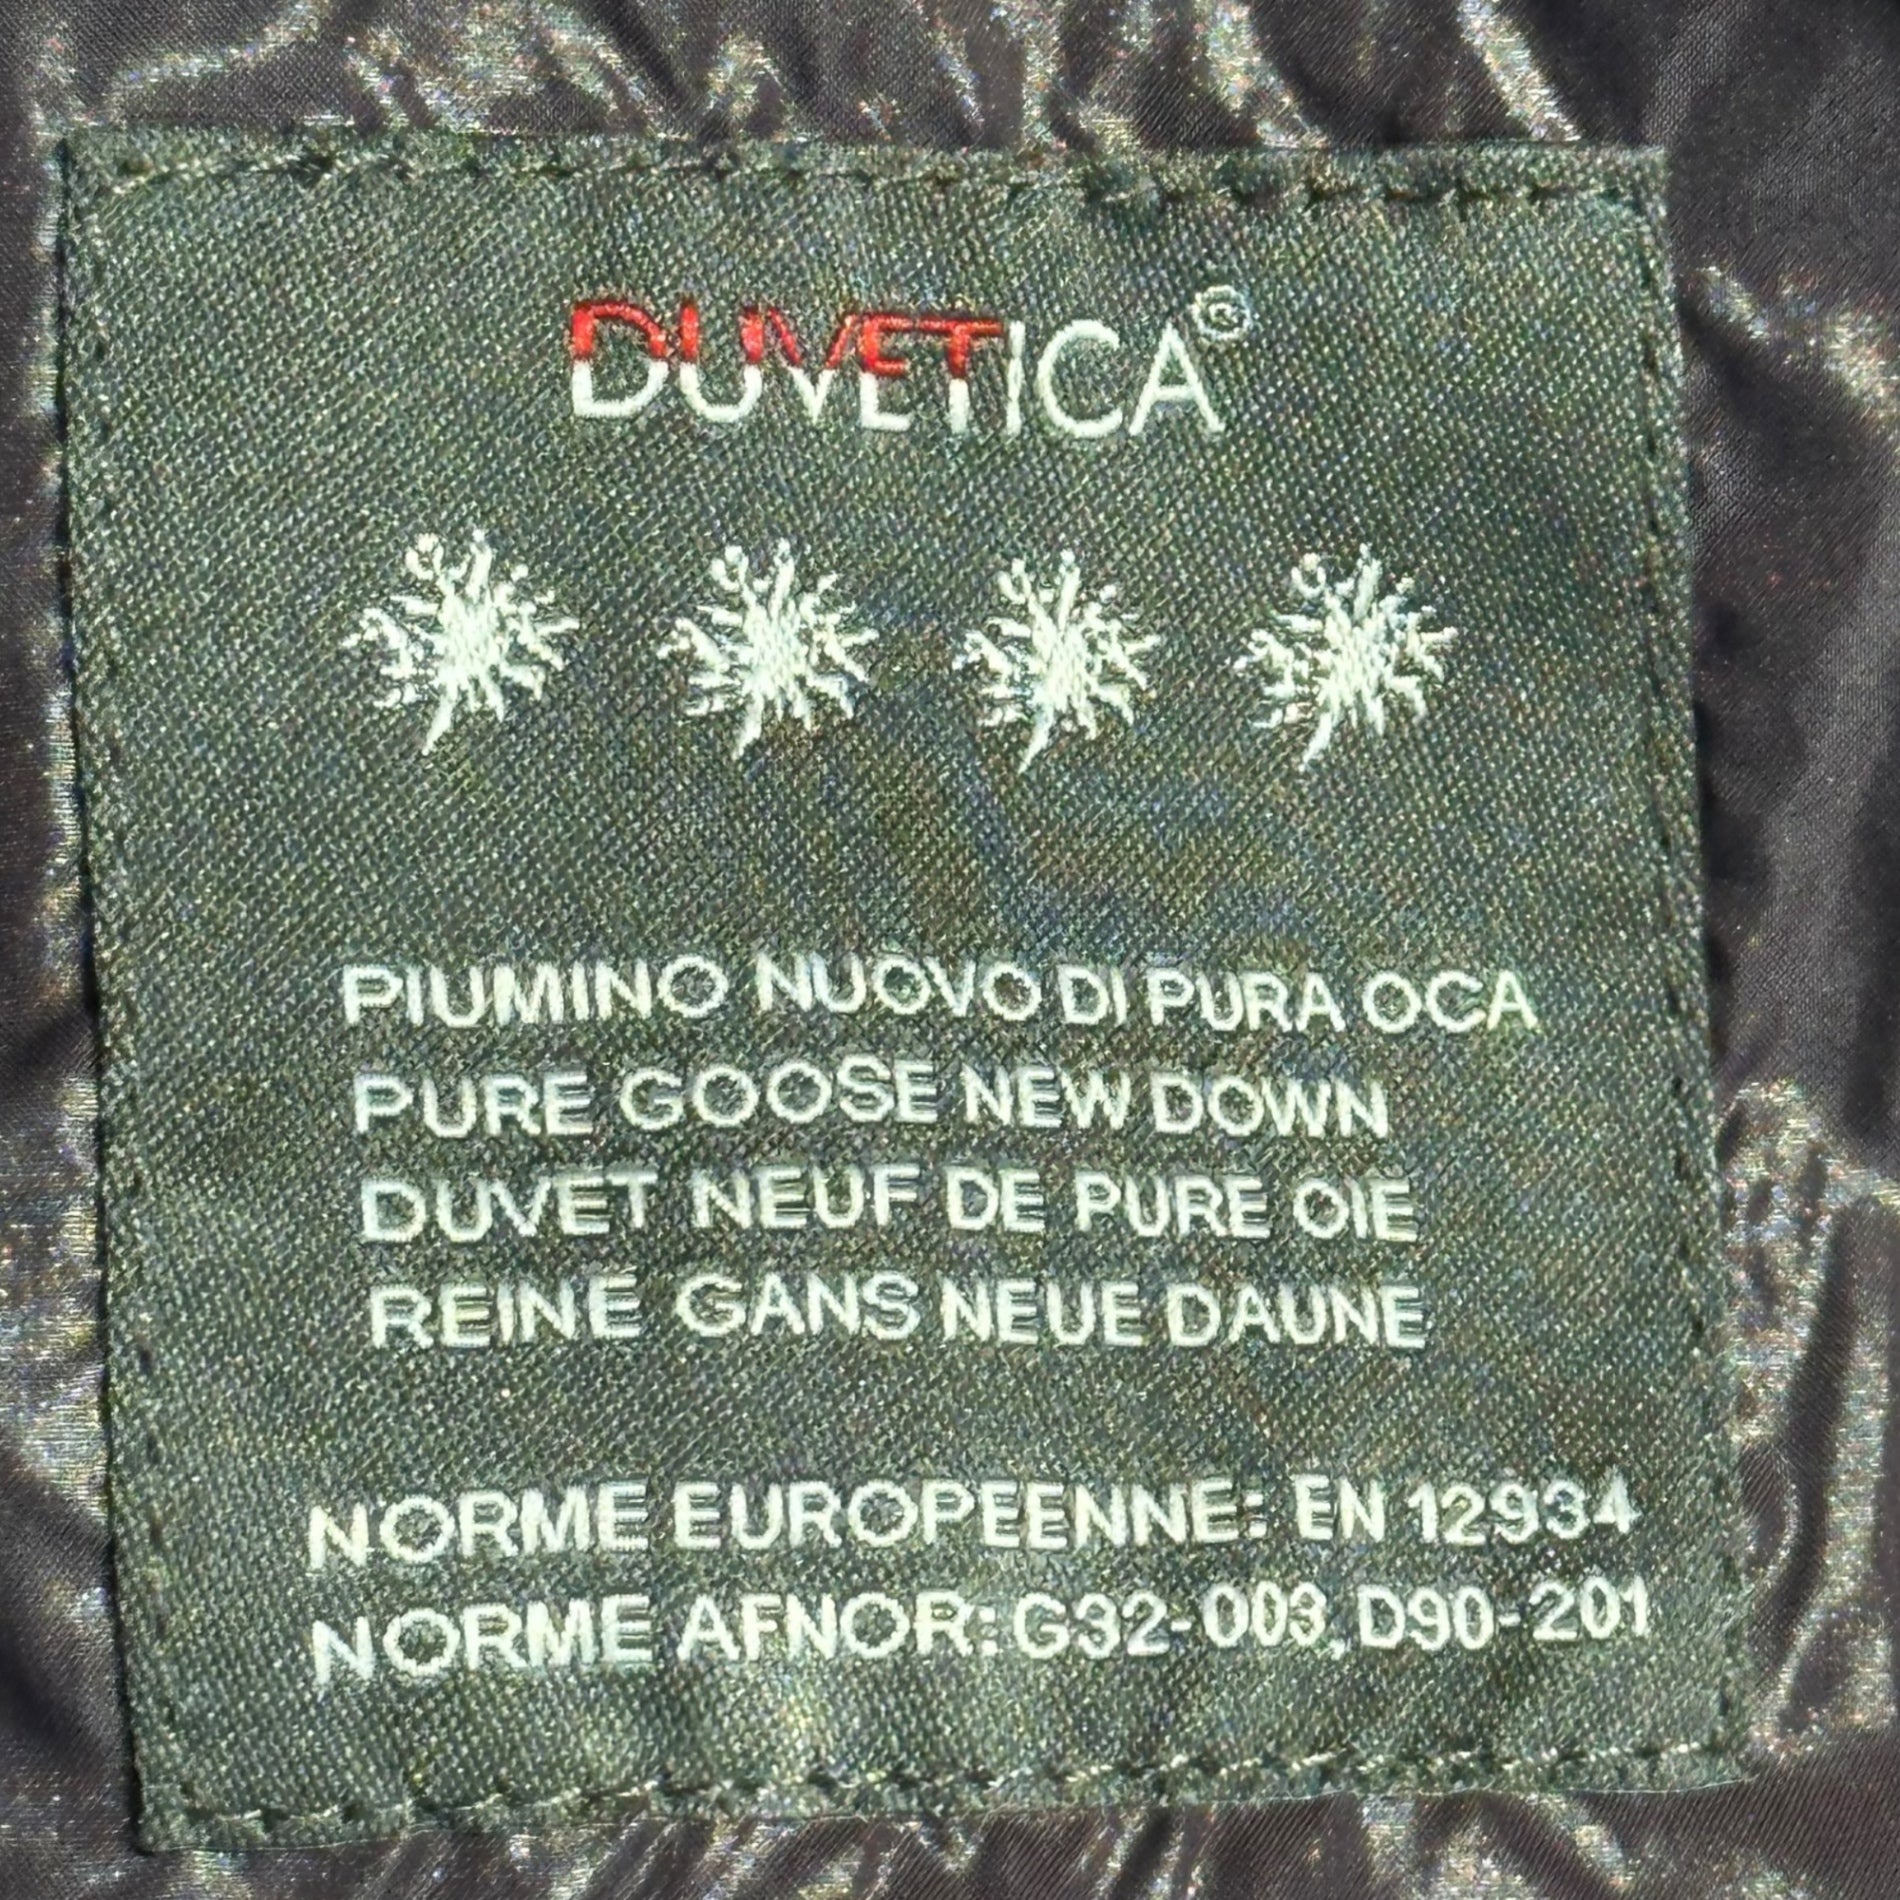 DUVETICA®
PIUMINO NUOVO DI PURA OCA
PURE GOOSE NEW DOWN
DUVET NEUF DE PURE OIE
REINE GANS NEUE DAUNE
NORME EUROPEENNE: EN 12934
NORME AFNOR: G32-003, D90-201